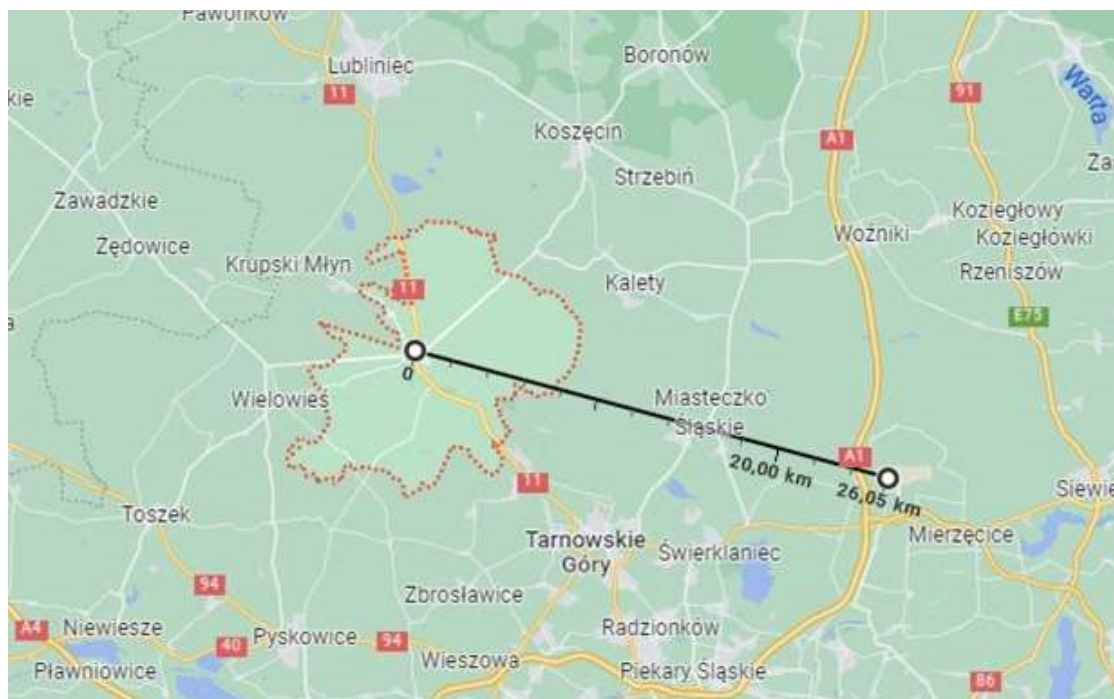 Pawonków
Lubliniec
Boronów
11
91
Warta
Koszęcin
A1
Strzebiń
Zawadzkie
Koziegłowy
Koziegłówki
Woźniki
Zędowice
Krupski Młyn
Rzeniszów
Kalety
11
E75
0
Wielowieś
Miasteczko
Śląskie
A1
20,00 km
26,05 km
11
Siewie
Toszek
Tarnowskie
Góry
Mierzęcice
Świerklaniec
94
Zbrosławice
A4
Niewiesze
40
Pyskowice
94
Radzionków
Wieszowa
Pławniowice
Piekary Śląskie
86